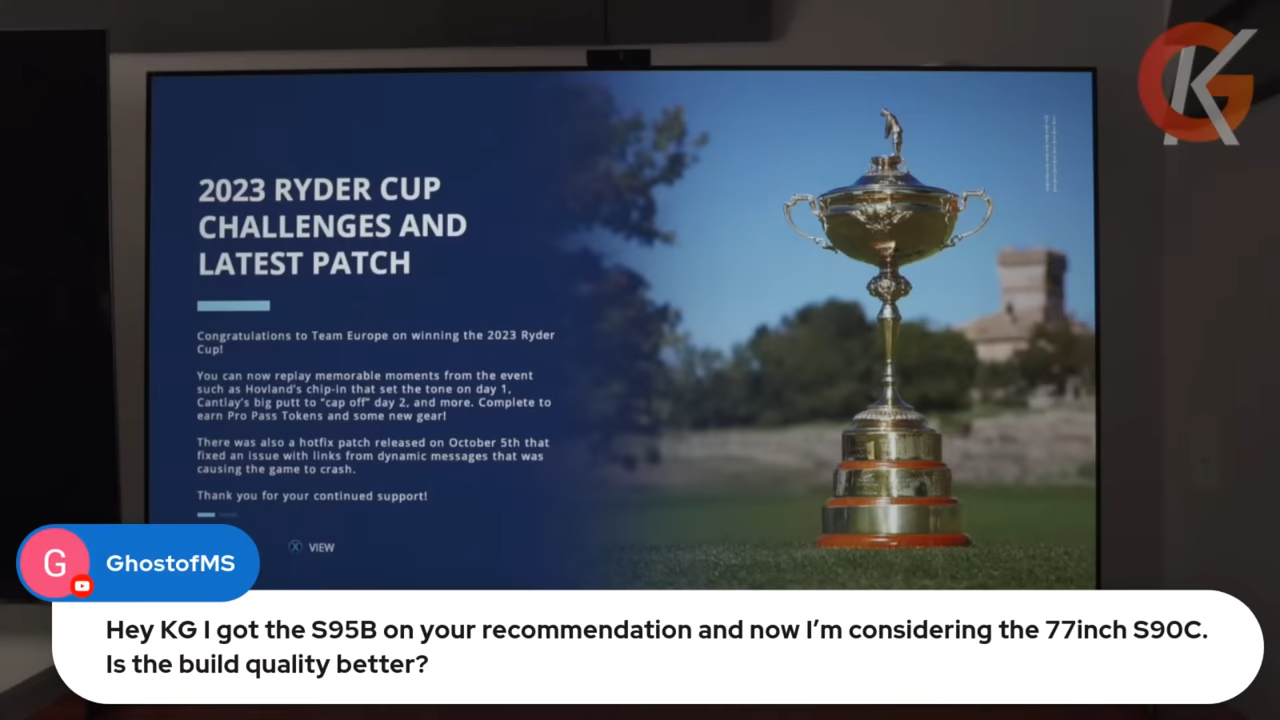 2023 RYDER CUP
CHALLENGES AND
LATEST PATCH
Congratulations to Team Europe on winning the 2023 Ryder
Cup!
You can now replay memorable moments from the event
such as Hovland's chip-in that set the tone on day 1,
Cantlay's big putt to "cap off" day 2, and more. Complete to
earn Pro Pass Tokens and some new gear!
There was also a hotfix patch released on October 5th that
fixed an issue with links from dynamic messages that was
causing the game to crash.
Thank you for your continued support!
VIEW
KG
G
GhostofMS
Hey KG I got the S95B on your recommendation and now I'm considering the 77inch S90C.
Is the build quality better?